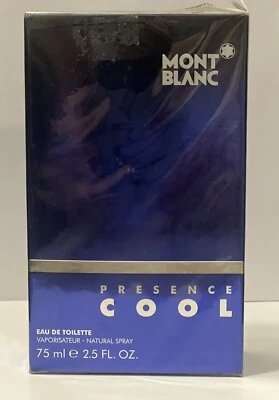 MONT
BLANC
PRESENCE
COOL
EAU DE TOILETTE
VAPORISATEUR - NATURAL SPRAY
75 ml ℮ 2.5 FL. OZ.